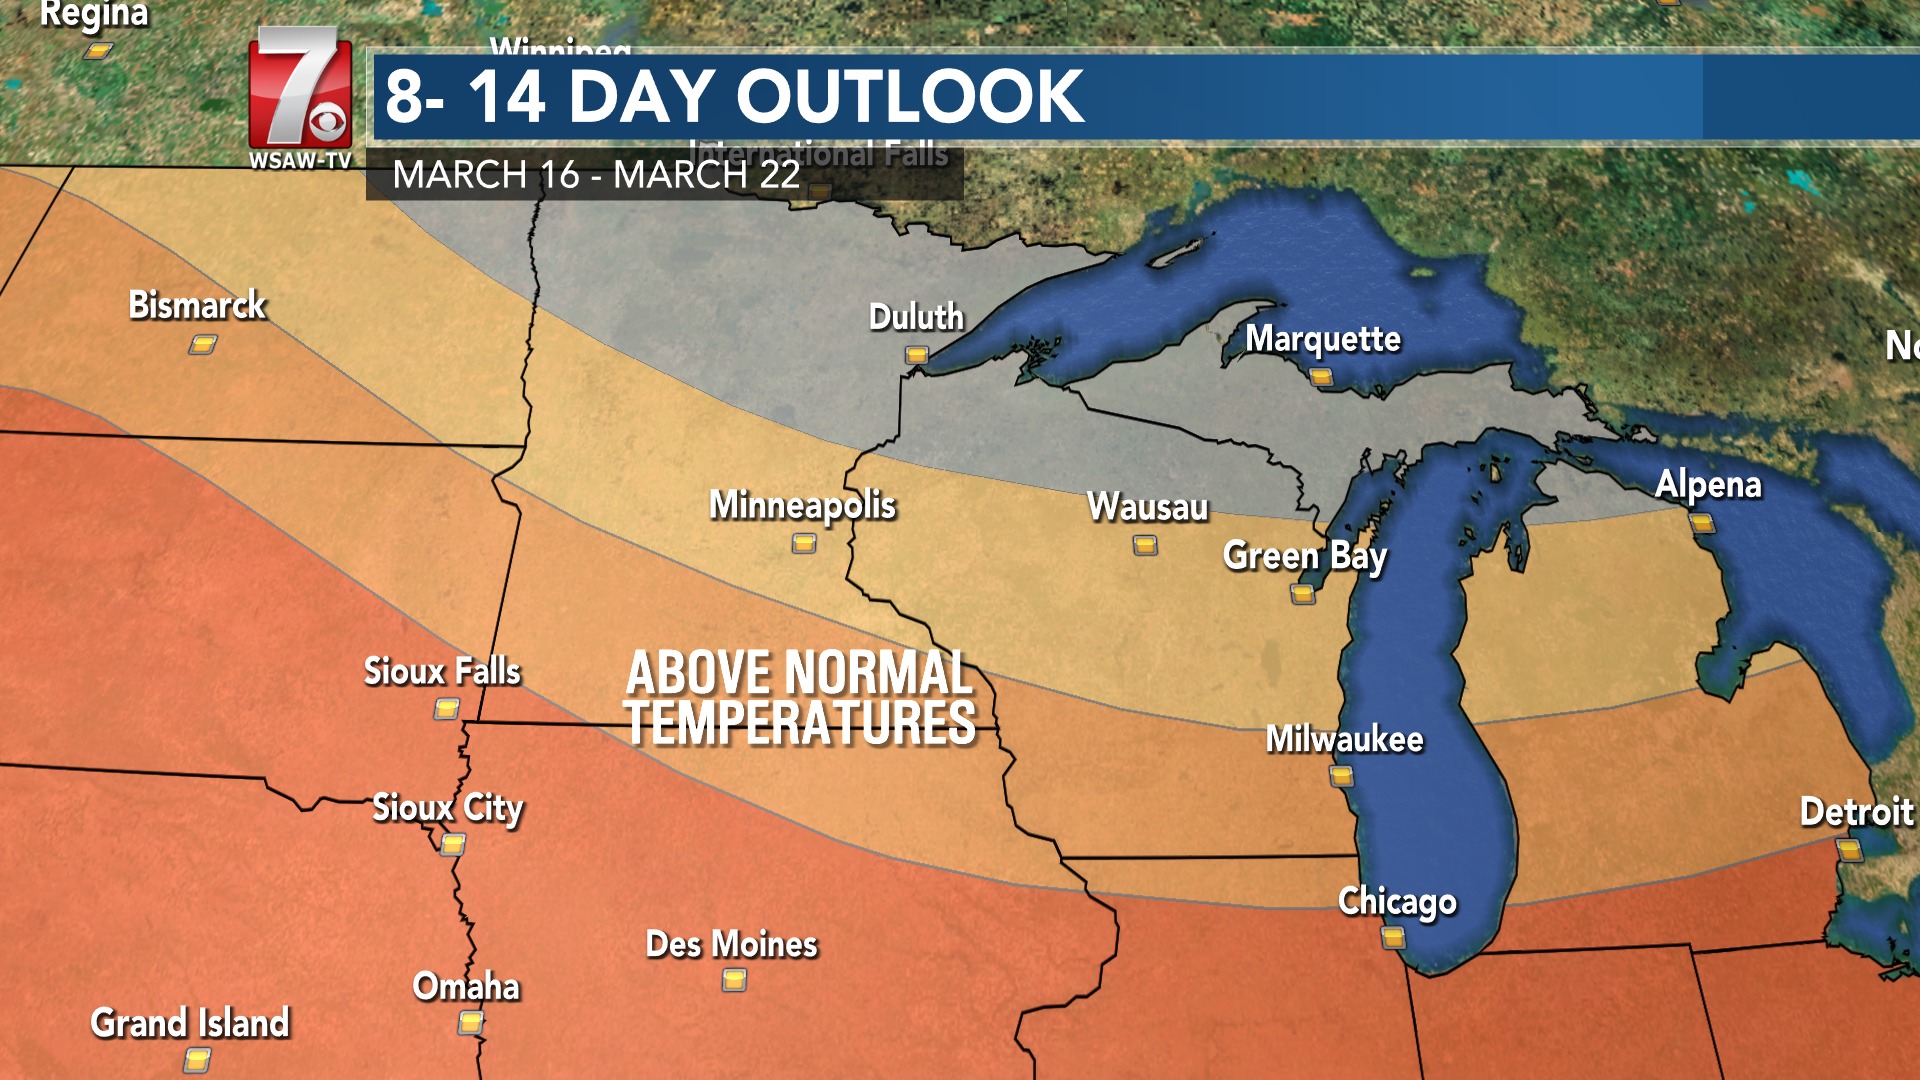 Regina
Winnipeg
7
WSAW-TV
8- 14 DAY OUTLOOK
International Falls
MARCH 16 - MARCH 22
Bismarck
Duluth
Marquette
Minneapolis
Wausau
Alpena
Green Bay
Sioux Falls
ABOVE NORMAL
TEMPERATURES
Milwaukee
Sioux City
Detroit
Chicago
Des Moines
Omaha
Grand Island